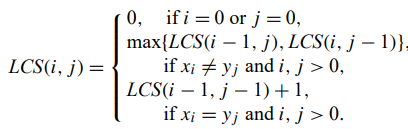 0, if i = 0 or j = 0,
max{LCS(i − 1, j), LCS(i, j − 1)},
LCS(i, j) = if xi ≠ yj and i, j > 0,
LCS(i − 1, j − 1) + 1,
if xi = yj and i, j > 0.